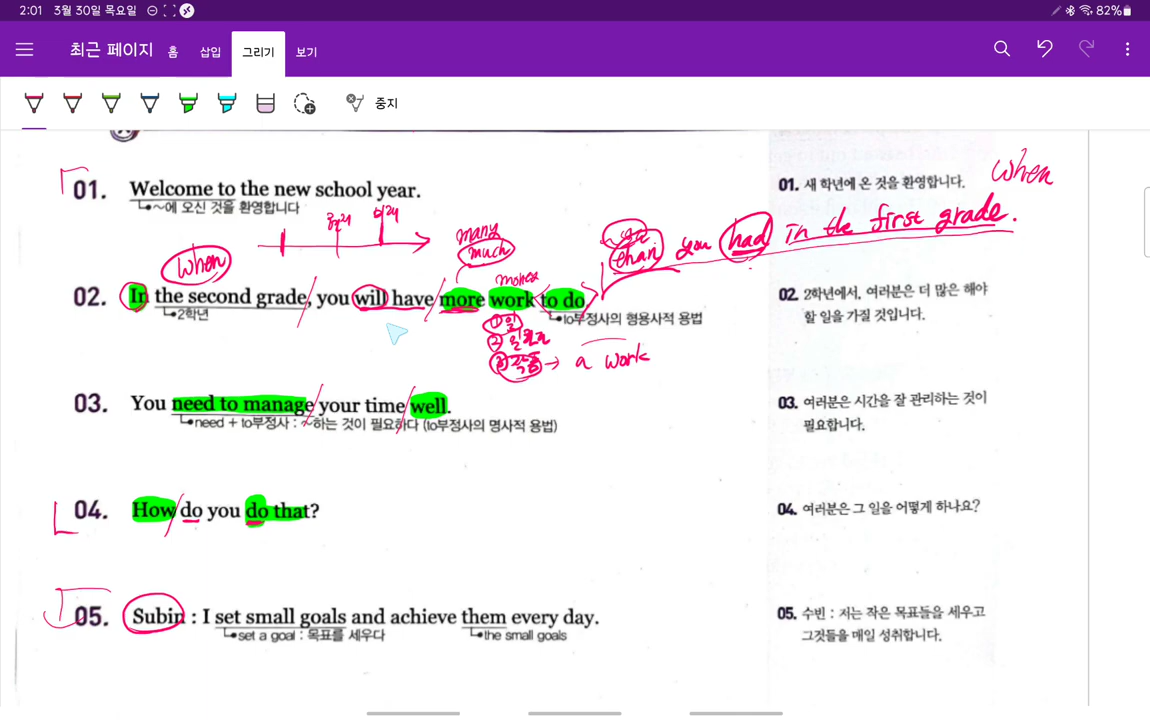 2:01 3월 30일 목요일 82%
최근 페이지 홈 삽입 그리기 보기
중지
01. Welcome to the new school year.
~에 오신 것을 환영합니다
01. 새 학년에 온 것을 환영합니다.
when
현재 미래
many
much
than you had in the first grade.
when
02. In the second grade, you will have more work to do
2학년
to부정사의 형용사적 용법
① 일
②
③ 작품 → a work
02. 2학년에서, 여러분은 더 많은 해야
할 일을 가질 것입니다.
03. You need to manage your time well.
need + to부정사 : ~하는 것이 필요하다 (to부정사의 명사적 용법)
03. 여러분은 시간을 잘 관리하는 것이
필요합니다.
04. How do you do that?
04. 여러분은 그 일을 어떻게 하나요?
05. Subin : I set small goals and achieve them every day.
set a goal : 목표를 세우다 the small goals
05. 수빈 : 저는 작은 목표들을 세우고
그것들을 매일 성취합니다.